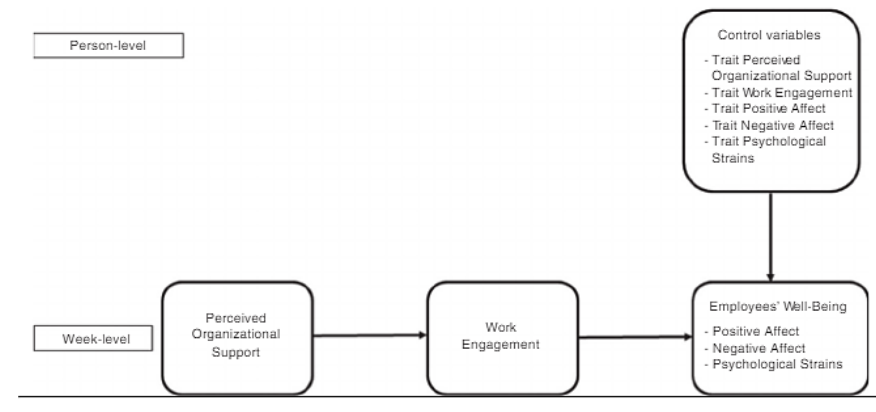 Person-level
Control variables
- Trait Perceived
Organizational Support
- Trait Work Engagement
- Trait Positive Affect
- Trait Negative Affect
- Trait Psychological
Strains
Week-level
Perceived
Organizational
Support
Work
Engagement
Employees' Well-Being
- Positive Affect
- Negative Affect
- Psychological Strains